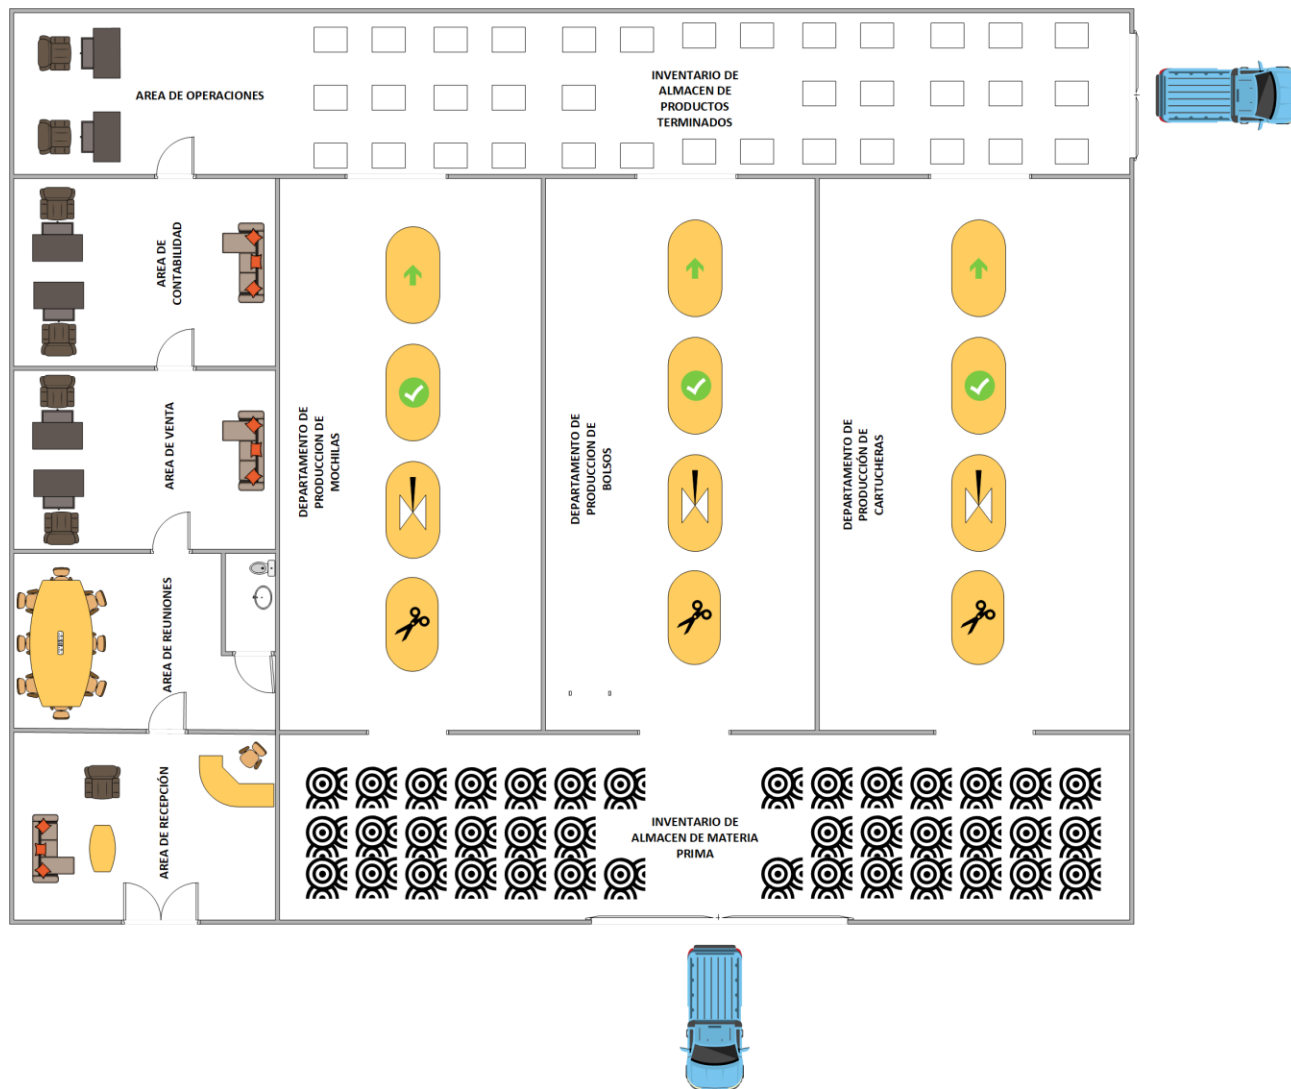 AREA DE OPERACIONES
INVENTARIO DE
ALMACEN DE
PRODUCTOS
TERMINADOS
AREA DE
CONTABILIDAD
AREA DE VENTA
DEPARTAMENTO DE
PRODUCCION DE
MOCHILAS
DEPARTAMENTO DE
PRODUCCION DE
BOLSOS
DEPARTAMENTO DE
PRODUCCIÓN DE
CARTUCHERAS
AREA DE REUNIONES
AREA DE RECEPCIÓN
INVENTARIO DE
ALMACEN DE MATERIA
PRIMA